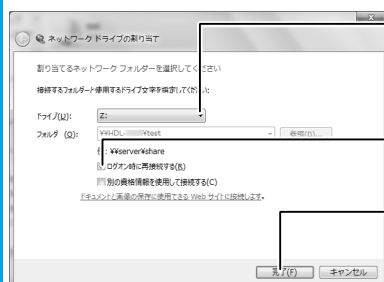 ネットワーク ドライブの割り当て
割り当てるネットワーク フォルダーを選択してください
接続するフォルダーと使用するドライブ文字を指定してください:
ドライブ(D): Z:
フォルダ (O): ¥¥HDL- ¥test 参照(B)...
例: ¥¥server¥share
ログオン時に再接続する(R)
別の資格情報を使用して接続する(C)
ドキュメントと画像の保存に使用できる Web サイトに接続します。
完了(F) キャンセル